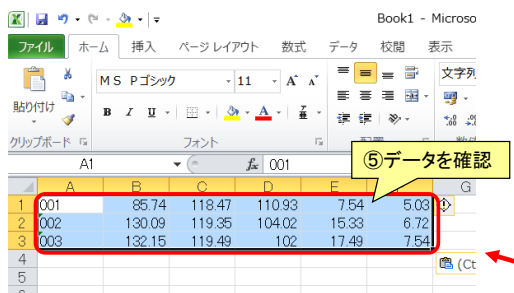 Book1 - Microso
ファイル ホーム 挿入 ページ レイアウト 数式 データ 校閲 表示
ＭＳ Ｐゴシック 11 A A 文字列
貼り付け B I U A
クリップボード フォント
A1 fx 001
⑤データを確認
A B C D E G
1 001 85.74 118.47 110.93 7.54 5.03
2 002 130.09 119.35 104.02 15.33 6.72
3 003 132.15 119.49 102 17.49 7.54
4 (Ct
5